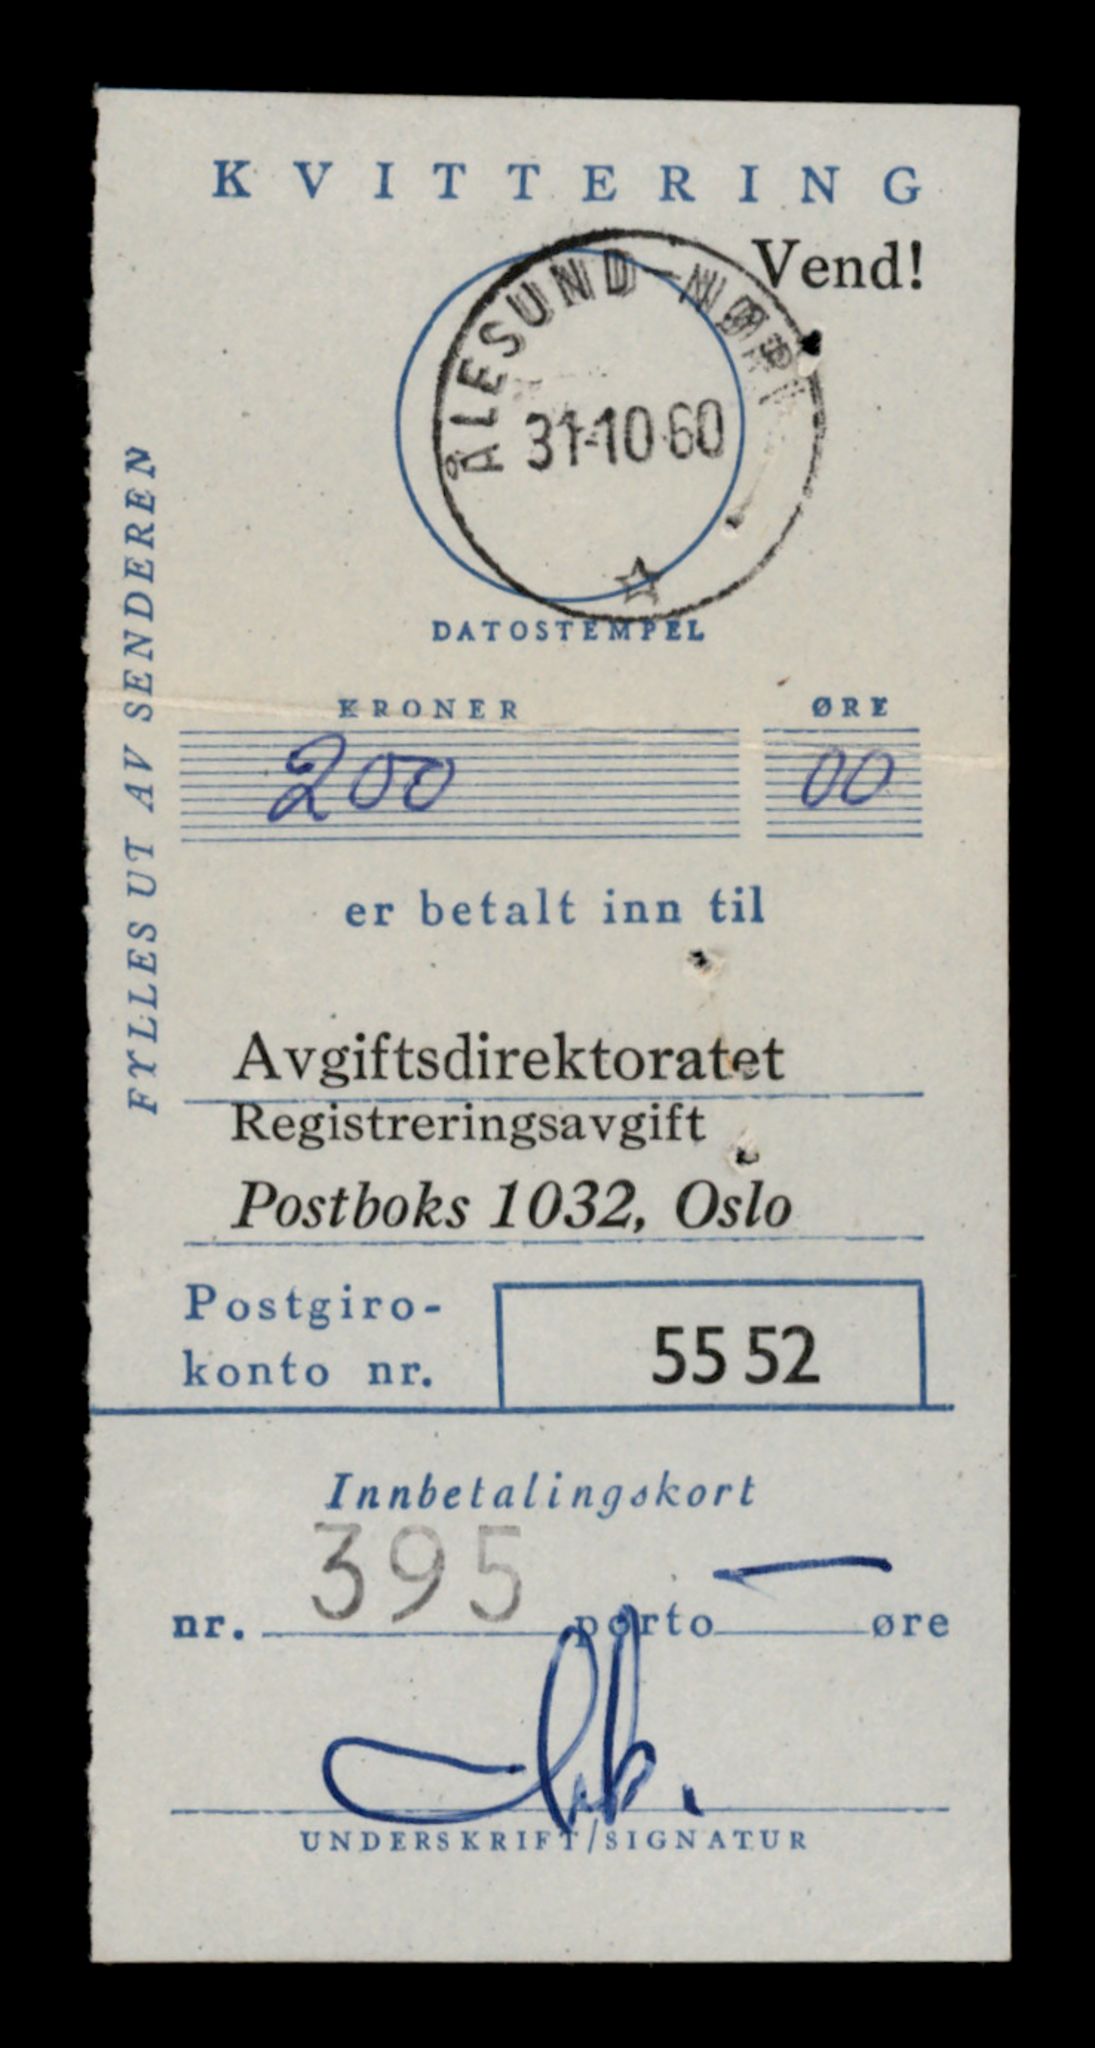 KVITTERING
Vend!
ÅLESUND-NØR
31-10 60
DATOSTEMPEL
FYLLES UT AV SENDEREN
KRONER ØRE
200 00
er betalt inn til
Avgiftsdirektoratet
Registreringsavgift
Postboks 1032, Oslo
Postgiro-
konto nr. 55 52
Innbetalingskort
nr. 395 porto — øre
UNDERSKRIFT/SIGNATUR